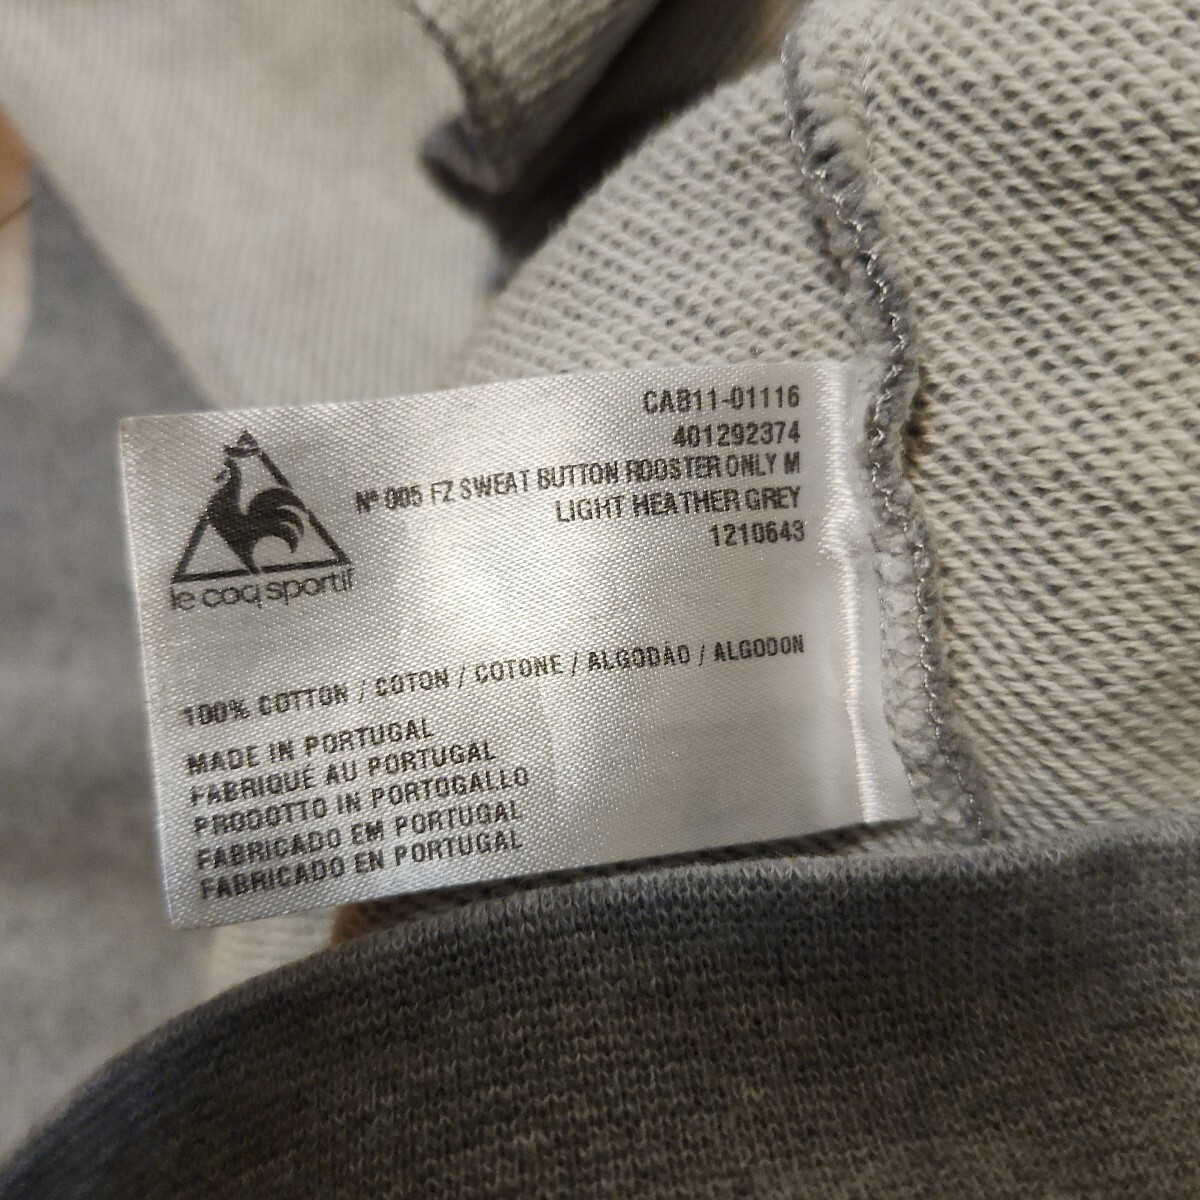 CAB11-01116
401292374
Nº 005 FZ SWEAT BUTTON ROOSTER ONLY M
LIGHT HEATHER GREY
1210643
le coq sportif
100% COTTON / COTON / COTONE / ALGODÃO / ALGODON
MADE IN PORTUGAL
FABRIQUÉ AU PORTUGAL
PRODOTTO IN PORTOGALLO
FABRICADO EM PORTUGAL
FABRICADO EN PORTUGAL